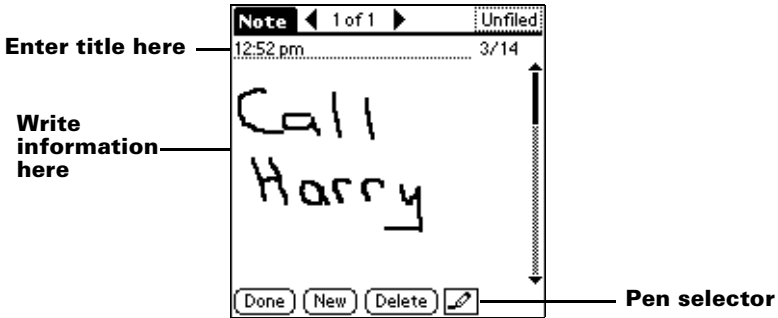 Note 1 of 1 Unfiled
Enter title here 12:52 pm 3/14
Call
Write
information
here
Harry
Done New Delete Pen selector